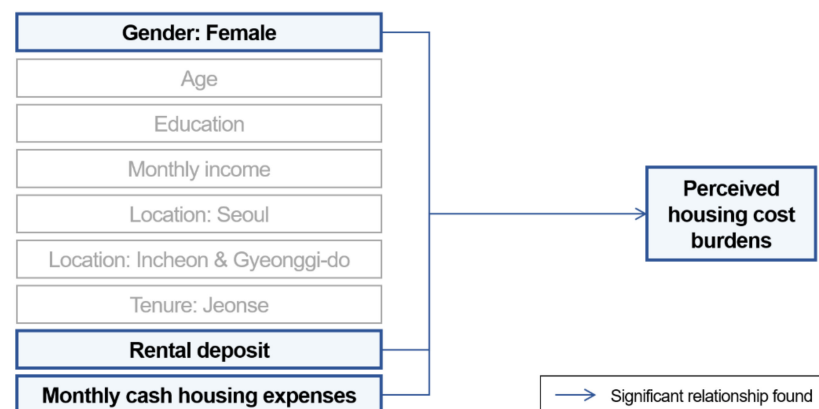 Gender: Female
Age
Education
Monthly income
Location: Seoul
Location: Incheon & Gyeonggi-do
Tenure: Jeonse
Rental deposit
Monthly cash housing expenses
Perceived
housing cost
burdens
Significant relationship found